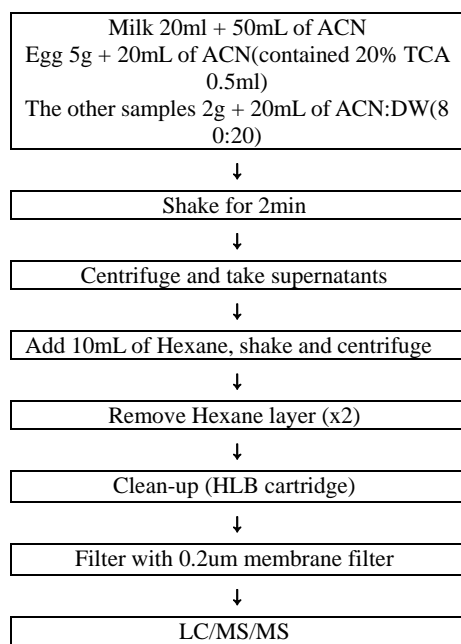 Milk 20ml + 50mL of ACN
Egg 5g + 20mL of ACN(contained 20% TCA
0.5ml)
The other samples 2g + 20mL of ACN:DW(8
0:20)
↓
Shake for 2min
↓
Centrifuge and take supernatants
↓
Add 10mL of Hexane, shake and centrifuge
↓
Remove Hexane layer (x2)
↓
Clean-up (HLB cartridge)
↓
Filter with 0.2um membrane filter
↓
LC/MS/MS